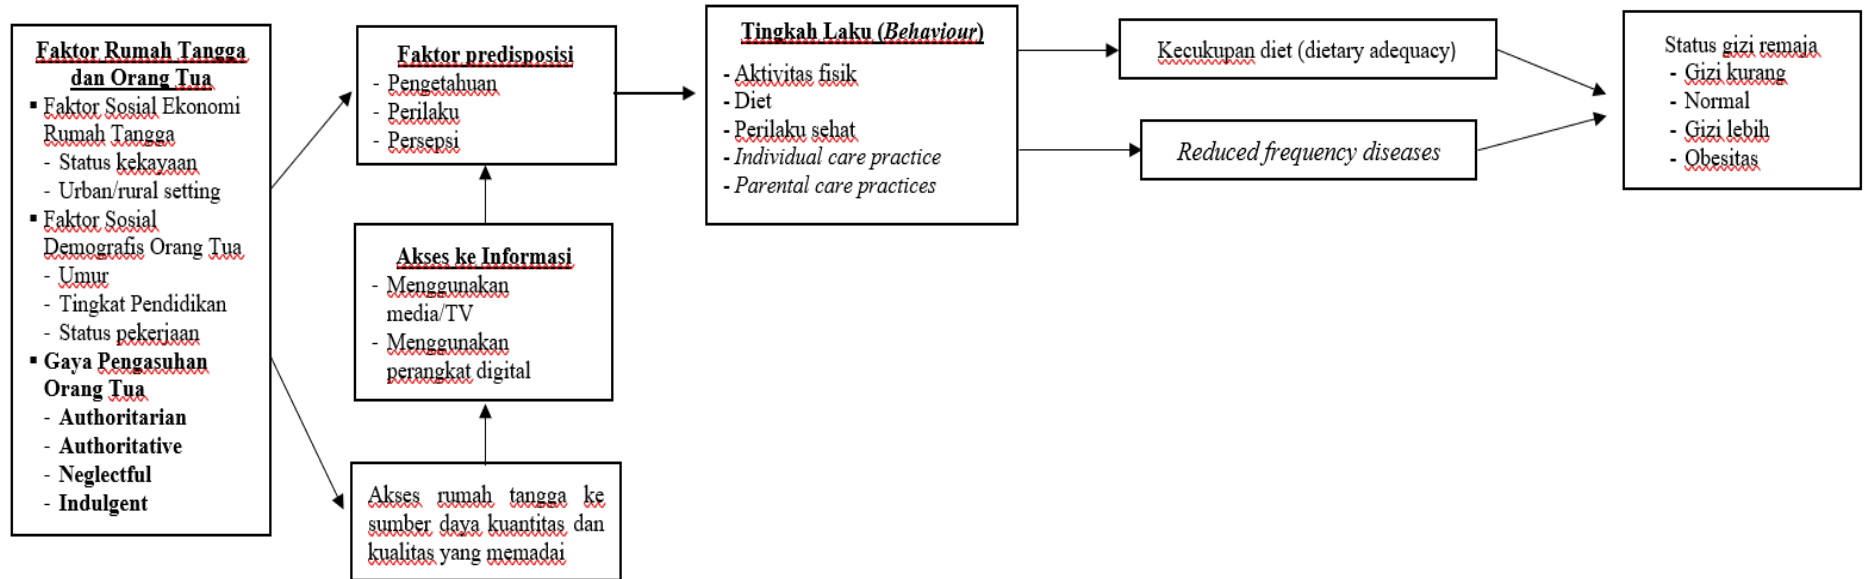 Faktor Rumah Tangga
dan Orang Tua
▪ Faktor Sosial Ekonomi
Rumah Tangga
- Status kekayaan
- Urban/rural setting
▪ Faktor Sosial
Demografis Orang Tua
- Umur
- Tingkat Pendidikan
- Status pekerjaan
▪ Gaya Pengasuhan
Orang Tua
- Authoritarian
- Authoritative
- Neglectful
- Indulgent
Faktor predisposisi
- Pengetahuan
- Perilaku
- Persepsi
Akses ke Informasi
- Menggunakan
media/TV
- Menggunakan
perangkat digital
Akses rumah tangga ke
sumber daya kuantitas dan
kualitas yang memadai
Tingkah Laku (Behaviour)
- Aktivitas fisik
- Diet
- Perilaku sehat
- Individual care practice
- Parental care practices
Kecukupan diet (dietary adequacy)
Reduced frequency diseases
Status gizi remaja
- Gizi kurang
- Normal
- Gizi lebih
- Obesitas